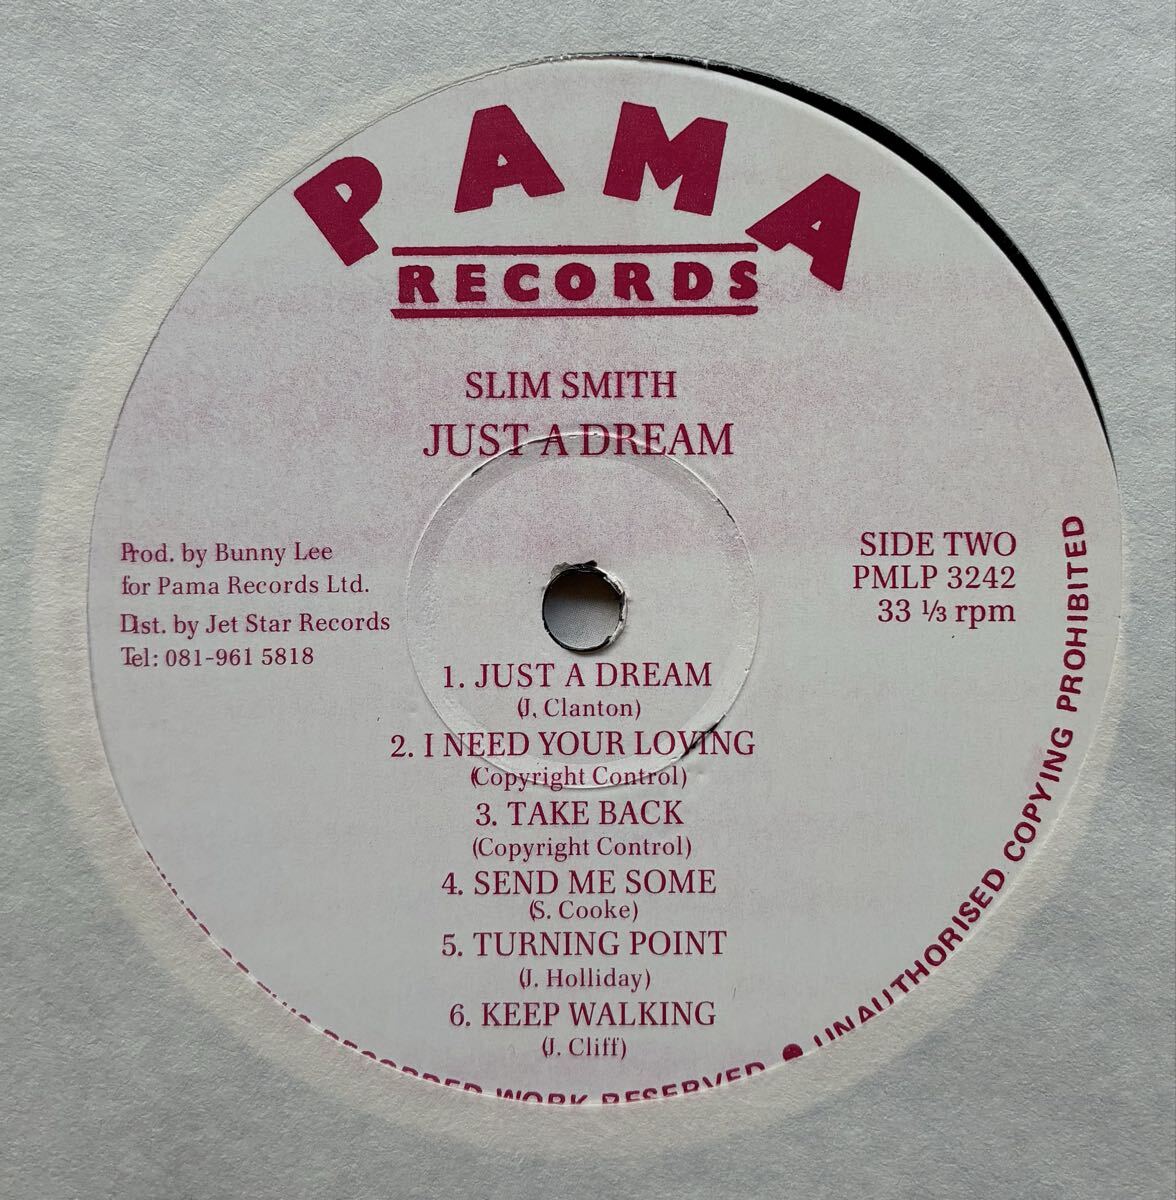 PAMA
RECORDS
SLIM SMITH
JUST A DREAM
Prod. by Bunny Lee
for Pama Records Ltd.
Dist. by Jet Star Records
Tel: 081-961 5818
SIDE TWO
PMLP 3242
33 1/3 rpm
1. JUST A DREAM
(J. Clanton)
2. I NEED YOUR LOVING
(Copyright Control)
3. TAKE BACK
(Copyright Control)
4. SEND ME SOME
(S. Cooke)
5. TURNING POINT
(J. Holliday)
6. KEEP WALKING
(J. Cliff)
RECORDED WORK RESERVED ● UNAUTHORISED COPYING PROHIBITED